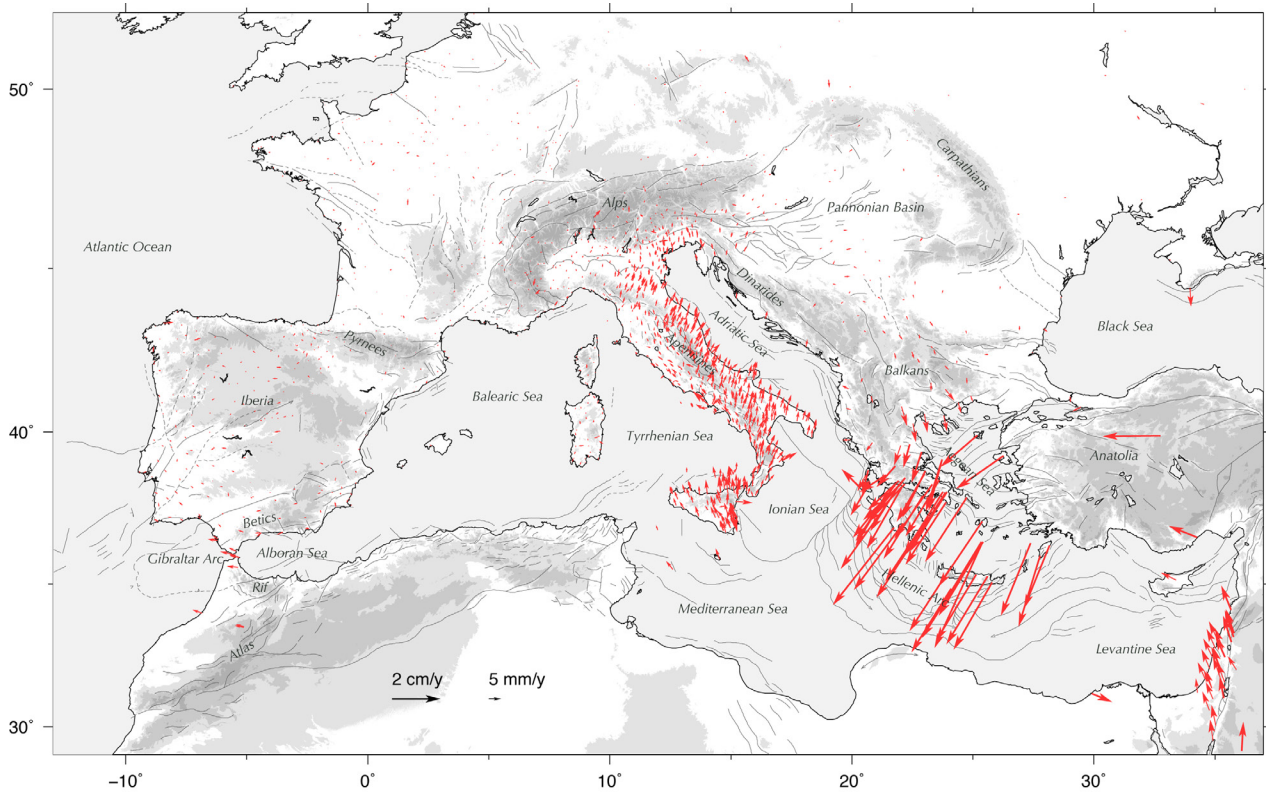 50°
40°
30°
Carpathians
Alps
Pannonian Basin
Atlantic Ocean
Dinarides
Adriatic Sea
Black Sea
Pyrnees
Apennines
Balkans
Balearic Sea
Iberia
Tyrrhenian Sea
Aegean Sea
Anatolia
Betics
Ionian Sea
Gibraltar Arc
Alboran Sea
Rif
Hellenic Arc
Mediterranean Sea
Atlas
Levantine Sea
2 cm/y
5 mm/y
−10°
0°
10°
20°
30°